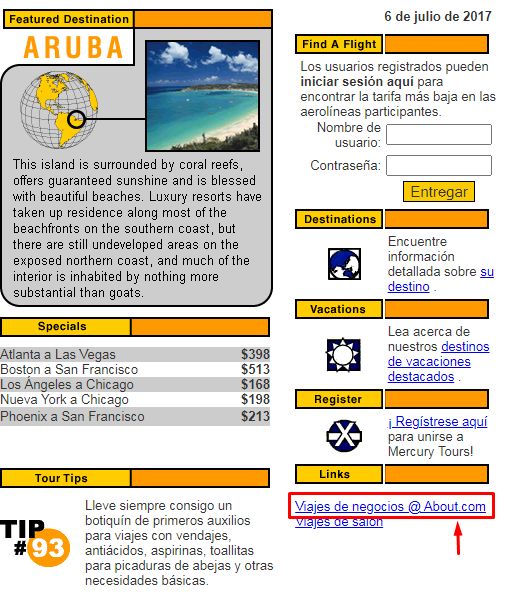 Featured Destination
ARUBA
This island is surrounded by coral reefs,
offers guaranteed sunshine and is blessed
with beautiful beaches. Luxury resorts have
taken up residence along most of the
beachfronts on the southern coast, but
there are still undeveloped areas on the
exposed northern coast, and much of the
interior is inhabited by nothing more
substantial than goats.
Specials
Atlanta a Las Vegas $398
Boston a San Francisco $513
Los Ángeles a Chicago $168
Nueva York a Chicago $198
Phoenix a San Francisco $213
Tour Tips
TIP
#93
Lleve siempre consigo un
botiquín de primeros auxilios
para viajes con vendajes,
antiácidos, aspirinas, toallitas
para picaduras de abejas y otras
necesidades básicas.
6 de julio de 2017
Find A Flight
Los usuarios registrados pueden
iniciar sesión aquí para
encontrar la tarifa más baja en las
aerolíneas participantes.
Nombre de
usuario:
Contraseña:
Entregar
Destinations
Encuentre
información
detallada sobre su
destino .
Vacations
Lea acerca de
nuestros destinos
de vacaciones
destacados .
Register
¡ Regístrese aquí
para unirse a
Mercury Tours!
Links
Viajes de negocios @ About.com
Viajes de salón